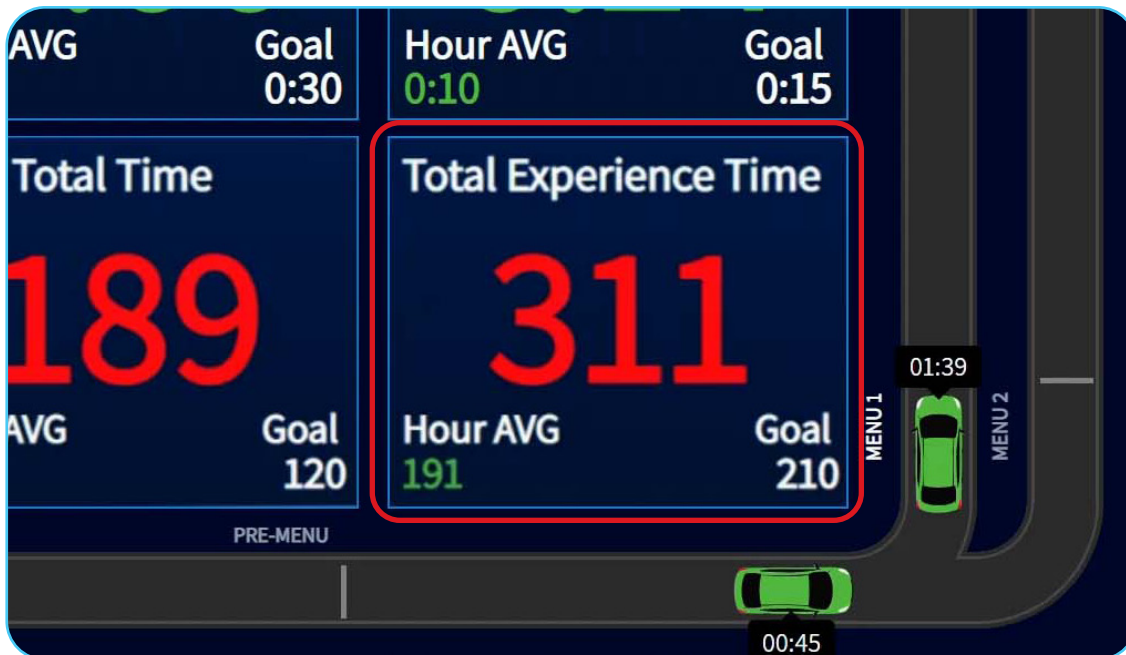 AVG Goal
0:30
Hour AVG Goal
0:10 0:15
Total Time
189
AVG Goal
120
Total Experience Time
311
Hour AVG Goal
191 210
01:39
MENU 1
MENU 2
PRE-MENU
00:45